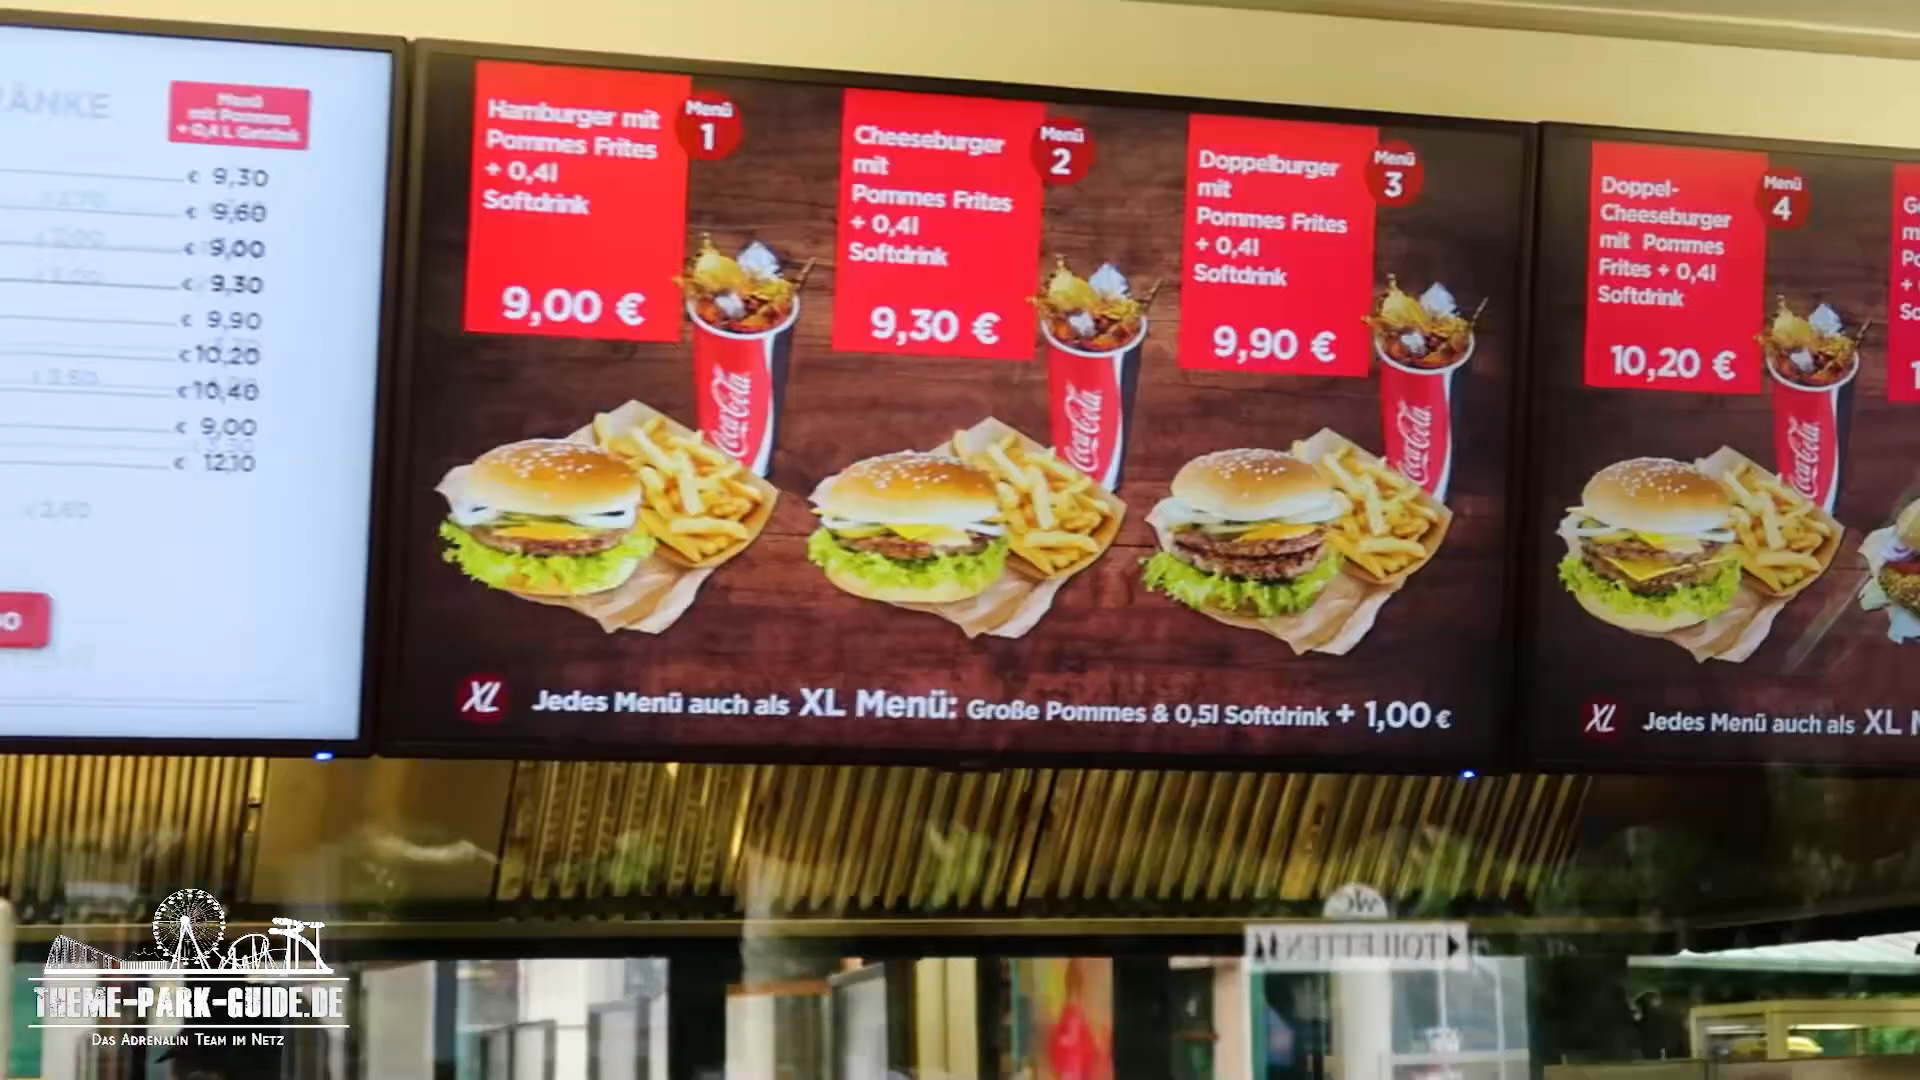 Menü
mit Pommes
+ 0,4 L Getränk
€ 9,30
€ 9,60
€ 9,00
€ 9,30
€ 9,90
€ 10,20
€ 10,40
€ 9,00
€ 12,10
Hamburger mit
Pommes Frites
+ 0,4l
Softdrink
9,00 €
Menü
1
Cheeseburger
mit
Pommes Frites
+ 0,4l
Softdrink
9,30 €
Menü
2
Doppelburger
mit
Pommes Frites
+ 0,4l
Softdrink
9,90 €
Menü
3
Doppel-
Cheeseburger
mit Pommes
Frites + 0,4l
Softdrink
10,20 €
Menü
4
Coca-Cola
Coca-Cola
Coca-Cola
Coca-Cola
XL Jedes Menü auch als XL Menü: Große Pommes & 0,5l Softdrink + 1,00 €
XL Jedes Menü auch als XL
WC
TOILETTEN
THEME-PARK-GUIDE.DE
DAS ADRENALIN TEAM IM NETZ